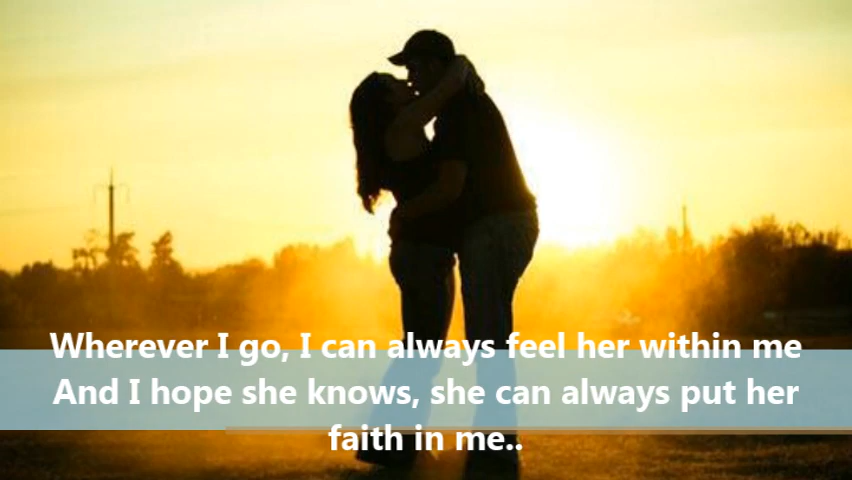 Wherever I go, I can always feel her within me
And I hope she knows, she can always put her
faith in me..